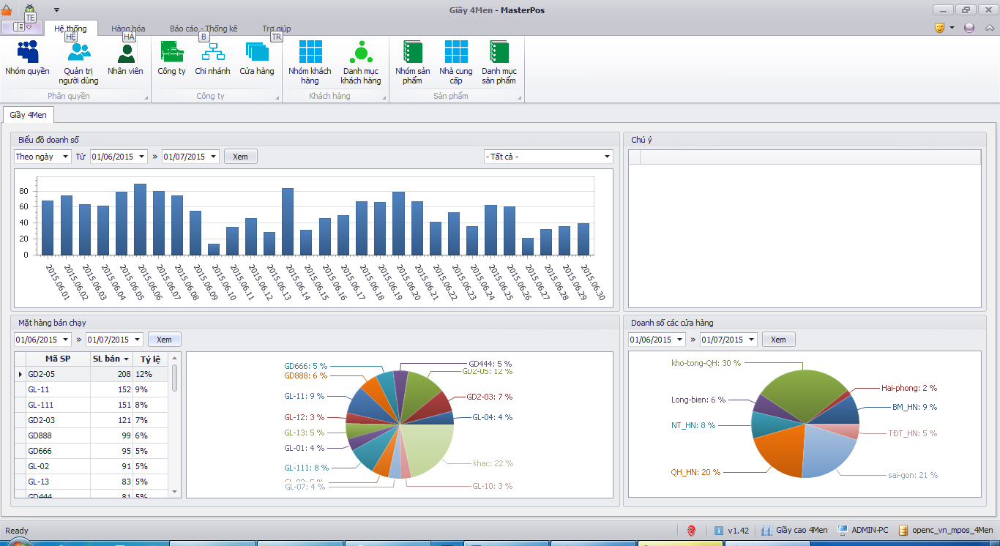 Giầy 4Men - MasterPos
TE
Hệ thống Hàng hóa Báo cáo - Thống kê Trợ giúp
HỆ HÀ B TR
Nhóm quyền
Quản trị người dùng
Nhân viên
Công ty
Chi nhánh
Cửa hàng
Nhóm khách hàng
Danh mục khách hàng
Nhóm sản phẩm
Nhà cung cấp
Danh mục sản phẩm
Phân quyền Công ty Khách hàng Sản phẩm
Giầy 4Men
Biểu đồ doanh số
Theo ngày Từ 01/06/2015 » 01/07/2015 Xem - Tất cả -
80
60
40
20
0
2015.06.01 2015.06.02 2015.06.03 2015.06.04 2015.06.05 2015.06.06 2015.06.07 2015.06.08 2015.06.09 2015.06.10 2015.06.11 2015.06.12 2015.06.13 2015.06.14 2015.06.15 2015.06.16 2015.06.17 2015.06.18 2015.06.19 2015.06.20 2015.06.21 2015.06.22 2015.06.23 2015.06.24 2015.06.25 2015.06.26 2015.06.27 2015.06.28 2015.06.29 2015.06.30
Chú ý
Mặt hàng bán chạy
01/06/2015 » 01/07/2015 Xem
Mã SP SL bán Tỷ lệ
GD2-05 208 12%
GL-11 152 9%
GL-111 151 8%
GD2-03 121 7%
GD888 99 6%
GD666 95 5%
GL-02 91 5%
GL-13 83 5%
GD444 81 5%
GD666: 5 %
GD888: 6 %
GL-11: 9 %
GL-12: 3 %
GL-13: 5 %
GL-01: 4 %
GL-111: 8 %
GL-02: 5 %
GL-07: 4 %
GD444: 5 %
GD2-05: 12 %
GD2-03: 7 %
GL-04: 4 %
khac: 22 %
GL-10: 3 %
Doanh số các cửa hàng
01/06/2015 » 01/07/2015 Xem
kho-tong-QH: 30 %
Long-bien: 6 %
NT_HN: 8 %
QH_HN: 20 %
Hai-phong: 2 %
BM_HN: 9 %
TĐT_HN: 5 %
sai-gon: 21 %
Ready v1.42 Giầy cao 4Men ADMIN-PC openc_vn_mpos_4Men